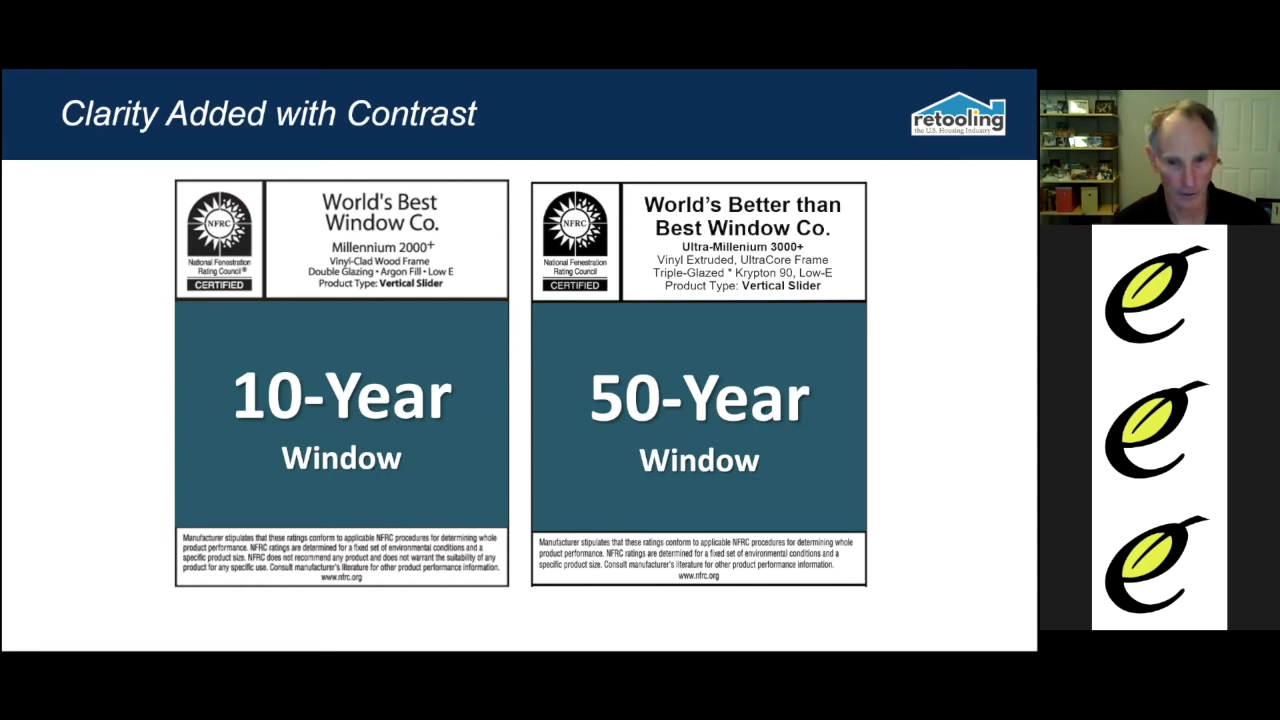 Clarity Added with Contrast
retooling
the U.S. Housing Industry
NFRC
National Fenestration
Rating Council®
CERTIFIED
World's Best
Window Co.
Millennium 2000+
Vinyl-Clad Wood Frame
Double Glazing • Argon Fill • Low E
Product Type: Vertical Slider
10-Year
Window
Manufacturer stipulates that these ratings conform to applicable NFRC procedures for determining whole
product performance. NFRC ratings are determined for a fixed set of environmental conditions and a
specific product size. NFRC does not recommend any product and does not warrant the suitability of any
product for any specific use. Consult manufacturer's literature for other product performance information.
www.nfrc.org
NFRC
National Fenestration
Rating Council
CERTIFIED
World's Better than
Best Window Co.
Ultra-Millenium 3000+
Vinyl Extruded, UltraCore Frame
Triple-Glazed * Krypton 90, Low-E
Product Type: Vertical Slider
50-Year
Window
Manufacturer stipulates that these ratings conform to applicable NFRC procedures for determining whole
product performance. NFRC ratings are determined for a fixed set of environmental conditions and a
specific product size. Consult manufacturer's literature for other product performance information.
www.nfrc.org
e
e
e